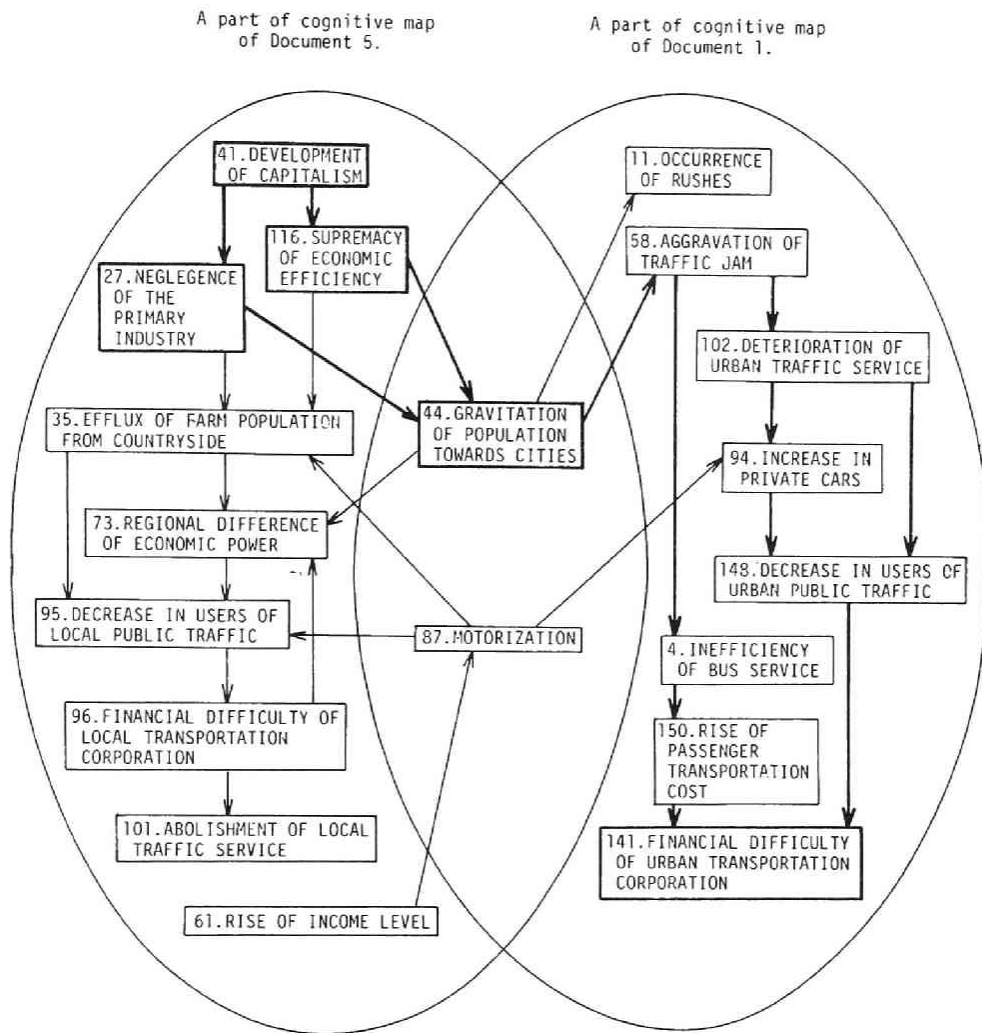 A part of cognitive map
of Document 5.
A part of cognitive map
of Document 1.
41.DEVELOPMENT
OF CAPITALISM
11.OCCURRENCE
OF RUSHES
116.SUPREMACY
OF ECONOMIC
EFFICIENCY
58.AGGRAVATION OF
TRAFFIC JAM
27.NEGLEGENCE
OF THE
PRIMARY
INDUSTRY
102.DETERIORATION OF
URBAN TRAFFIC SERVICE
35.EFFLUX OF FARM POPULATION
FROM COUNTRYSIDE
44.GRAVITATION
OF POPULATION
TOWARDS CITIES
94.INCREASE IN
PRIVATE CARS
73.REGIONAL DIFFERENCE
OF ECONOMIC POWER
148.DECREASE IN USERS OF
URBAN PUBLIC TRAFFIC
95.DECREASE IN USERS OF
LOCAL PUBLIC TRAFFIC
87.MOTORIZATION
4.INEFFICIENCY
OF BUS SERVICE
96.FINANCIAL DIFFICULTY OF
LOCAL TRANSPORTATION
CORPORATION
150.RISE OF
PASSENGER
TRANSPORTATION
COST
101.ABOLISHMENT OF LOCAL
TRAFFIC SERVICE
141.FINANCIAL DIFFICULTY
OF URBAN TRANSPORTATION
CORPORATION
61.RISE OF INCOME LEVEL